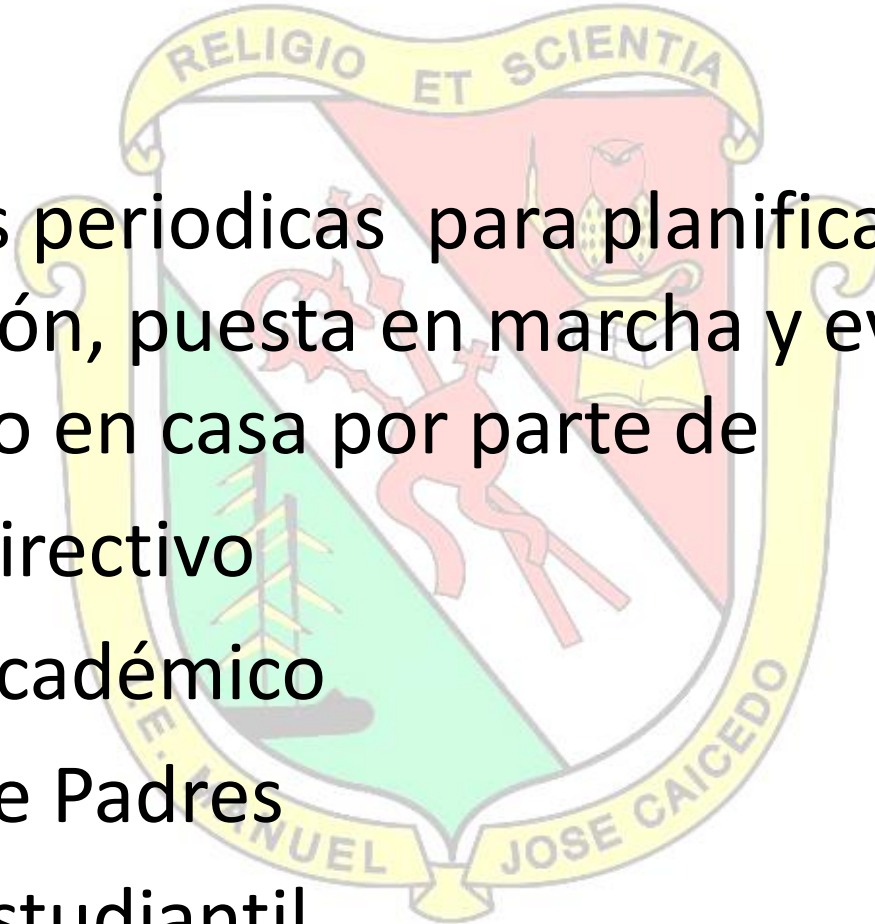 RELIGIO ET SCIENTIA
s periodicas para planifica
ón, puesta en marcha y ev
o en casa por parte de
irectivo
cadémico
e Padres
studiantil
I.E. MANUEL JOSE CAICEDO